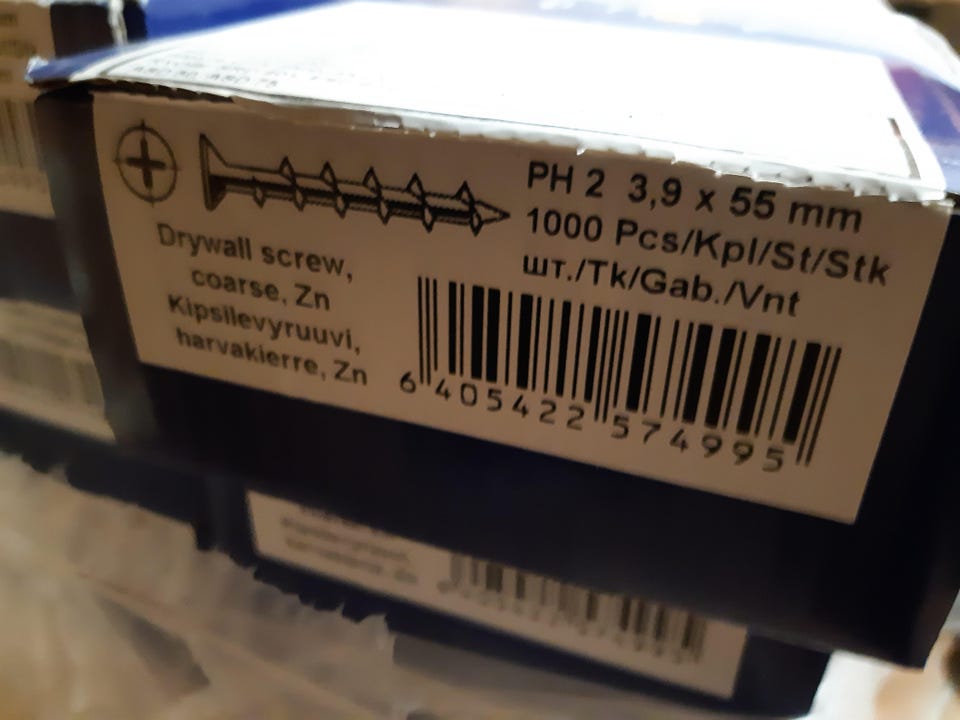 PH 2 3,9 x 55 mm
1000 Pcs/Kpl/St/Stk
шт./Tk/Gab./Vnt
Drywall screw,
coarse, Zn
Kipsilevyruuvi,
harvakierre, Zn
6 405422 574995